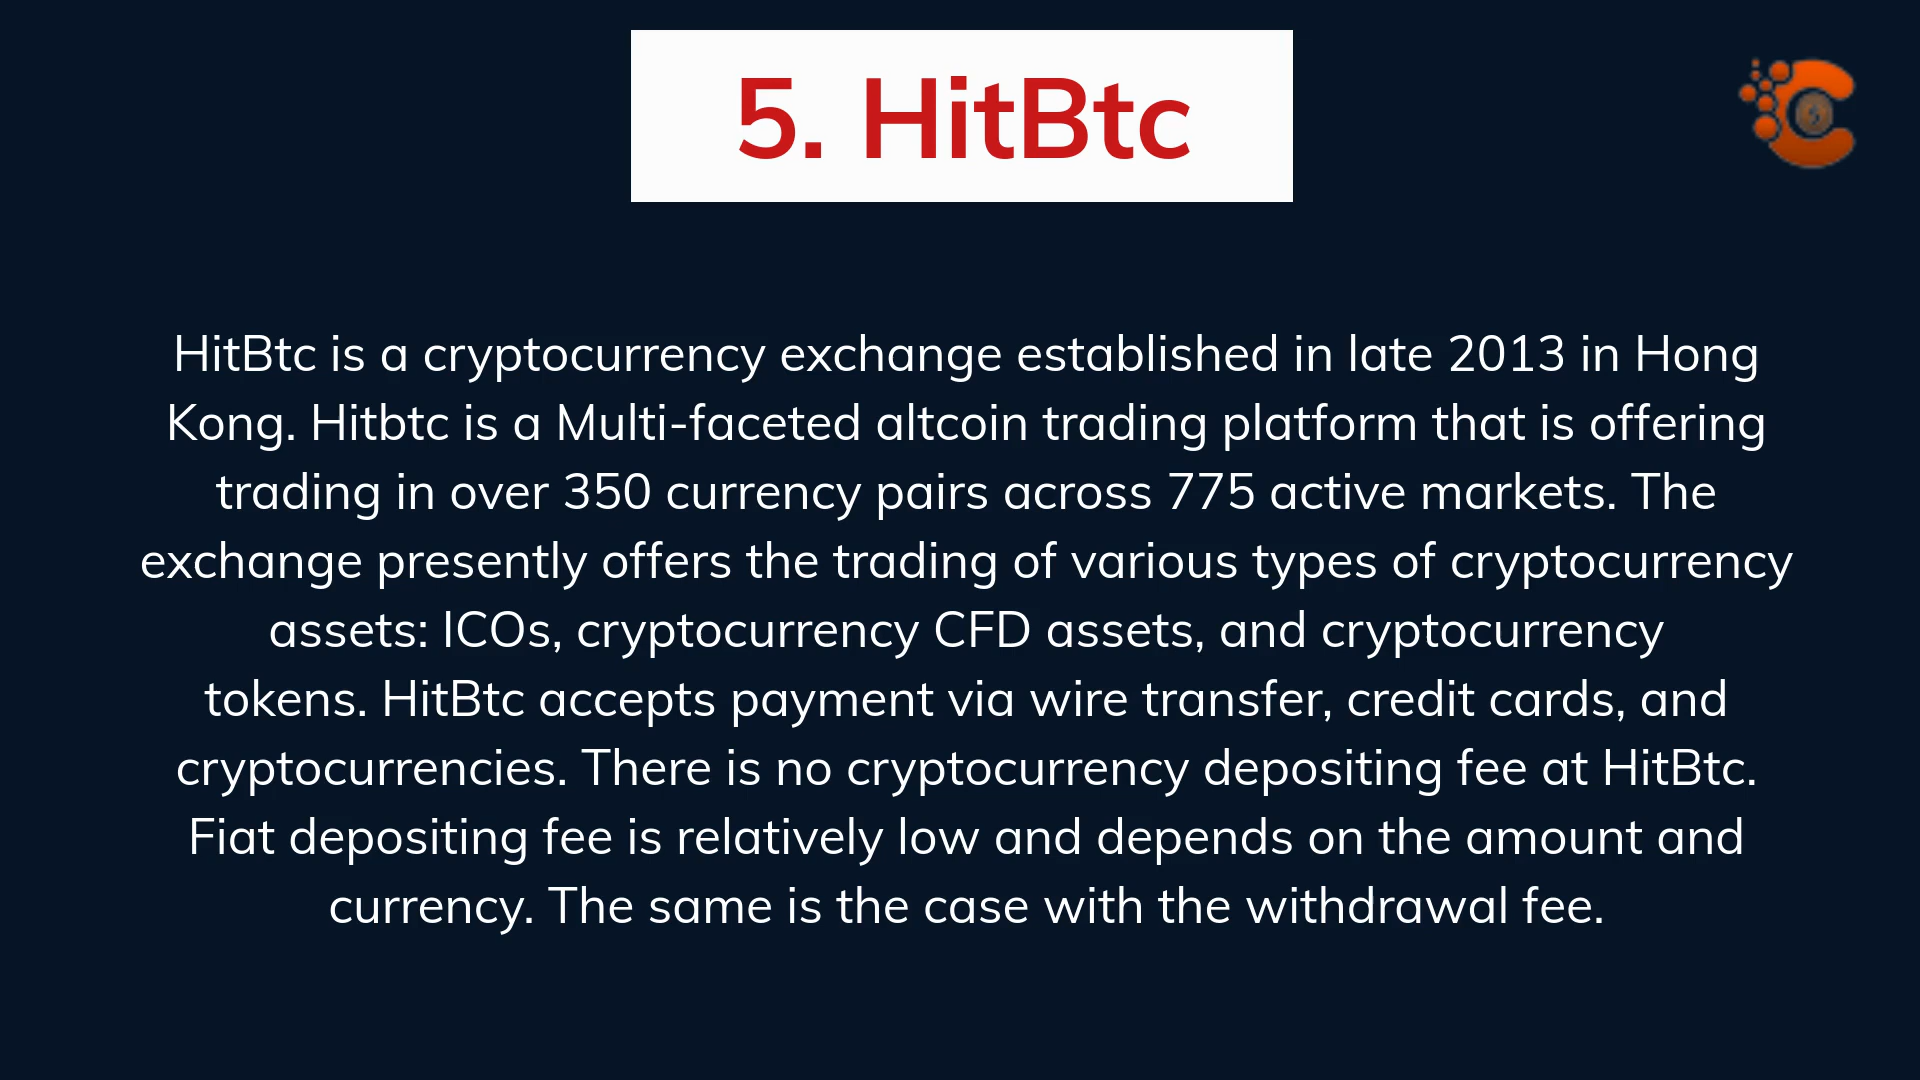 5. HitBtc
HitBtc is a cryptocurrency exchange established in late 2013 in Hong
Kong. Hitbtc is a Multi-faceted altcoin trading platform that is offering
trading in over 350 currency pairs across 775 active markets. The
exchange presently offers the trading of various types of cryptocurrency
assets: ICOs, cryptocurrency CFD assets, and cryptocurrency
tokens. HitBtc accepts payment via wire transfer, credit cards, and
cryptocurrencies. There is no cryptocurrency depositing fee at HitBtc.
Fiat depositing fee is relatively low and depends on the amount and
currency. The same is the case with the withdrawal fee.